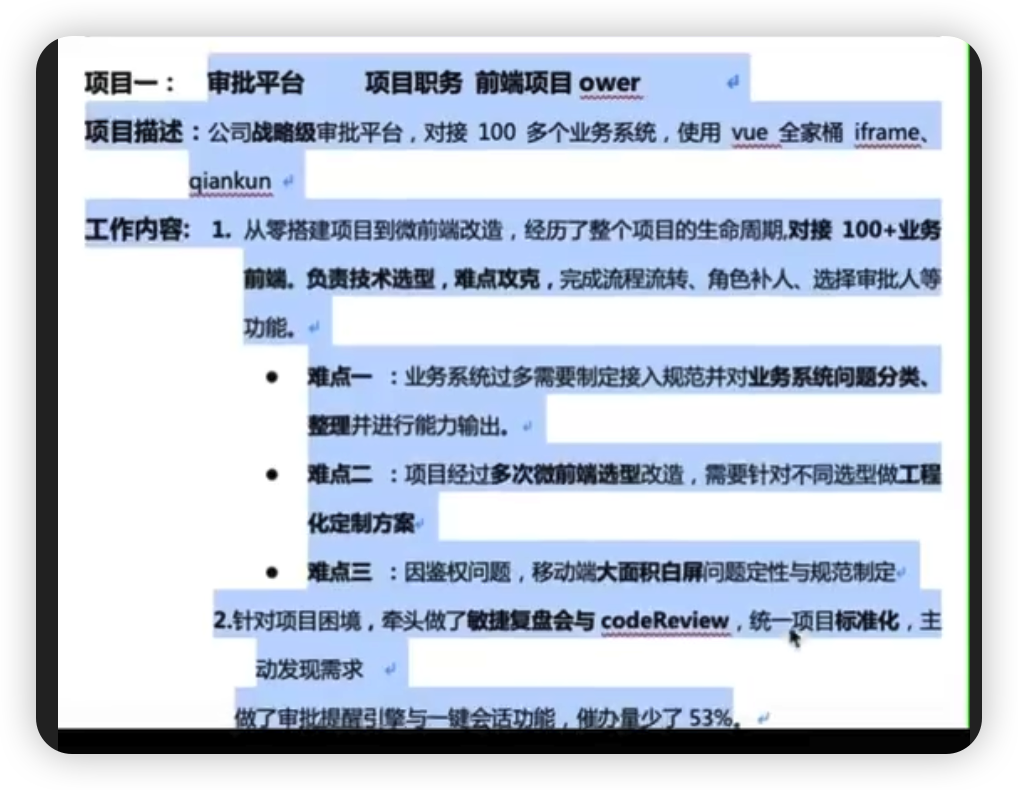 项目一： 审批平台 项目职务 前端项目 ower
项目描述：公司战略级审批平台，对接 100 多个业务系统，使用 vue 全家桶 iframe、
qiankun
工作内容: 1. 从零搭建项目到微前端改造，经历了整个项目的生命周期,对接 100+业务
前端。负责技术选型，难点攻克，完成流程流转、角色补人、选择审批人等
功能。
● 难点一 ：业务系统过多需要制定接入规范并对业务系统问题分类、
整理并进行能力输出。
● 难点二 ：项目经过多次微前端选型改造，需要针对不同选型做工程
化定制方案
● 难点三 ：因鉴权问题，移动端大面积白屏问题定性与规范制定
2.针对项目困境，牵头做了敏捷复盘会与 codeReview，统一项目标准化，主
动发现需求
做了审批提醒引擎与一键会话功能，催办量少了 53%。